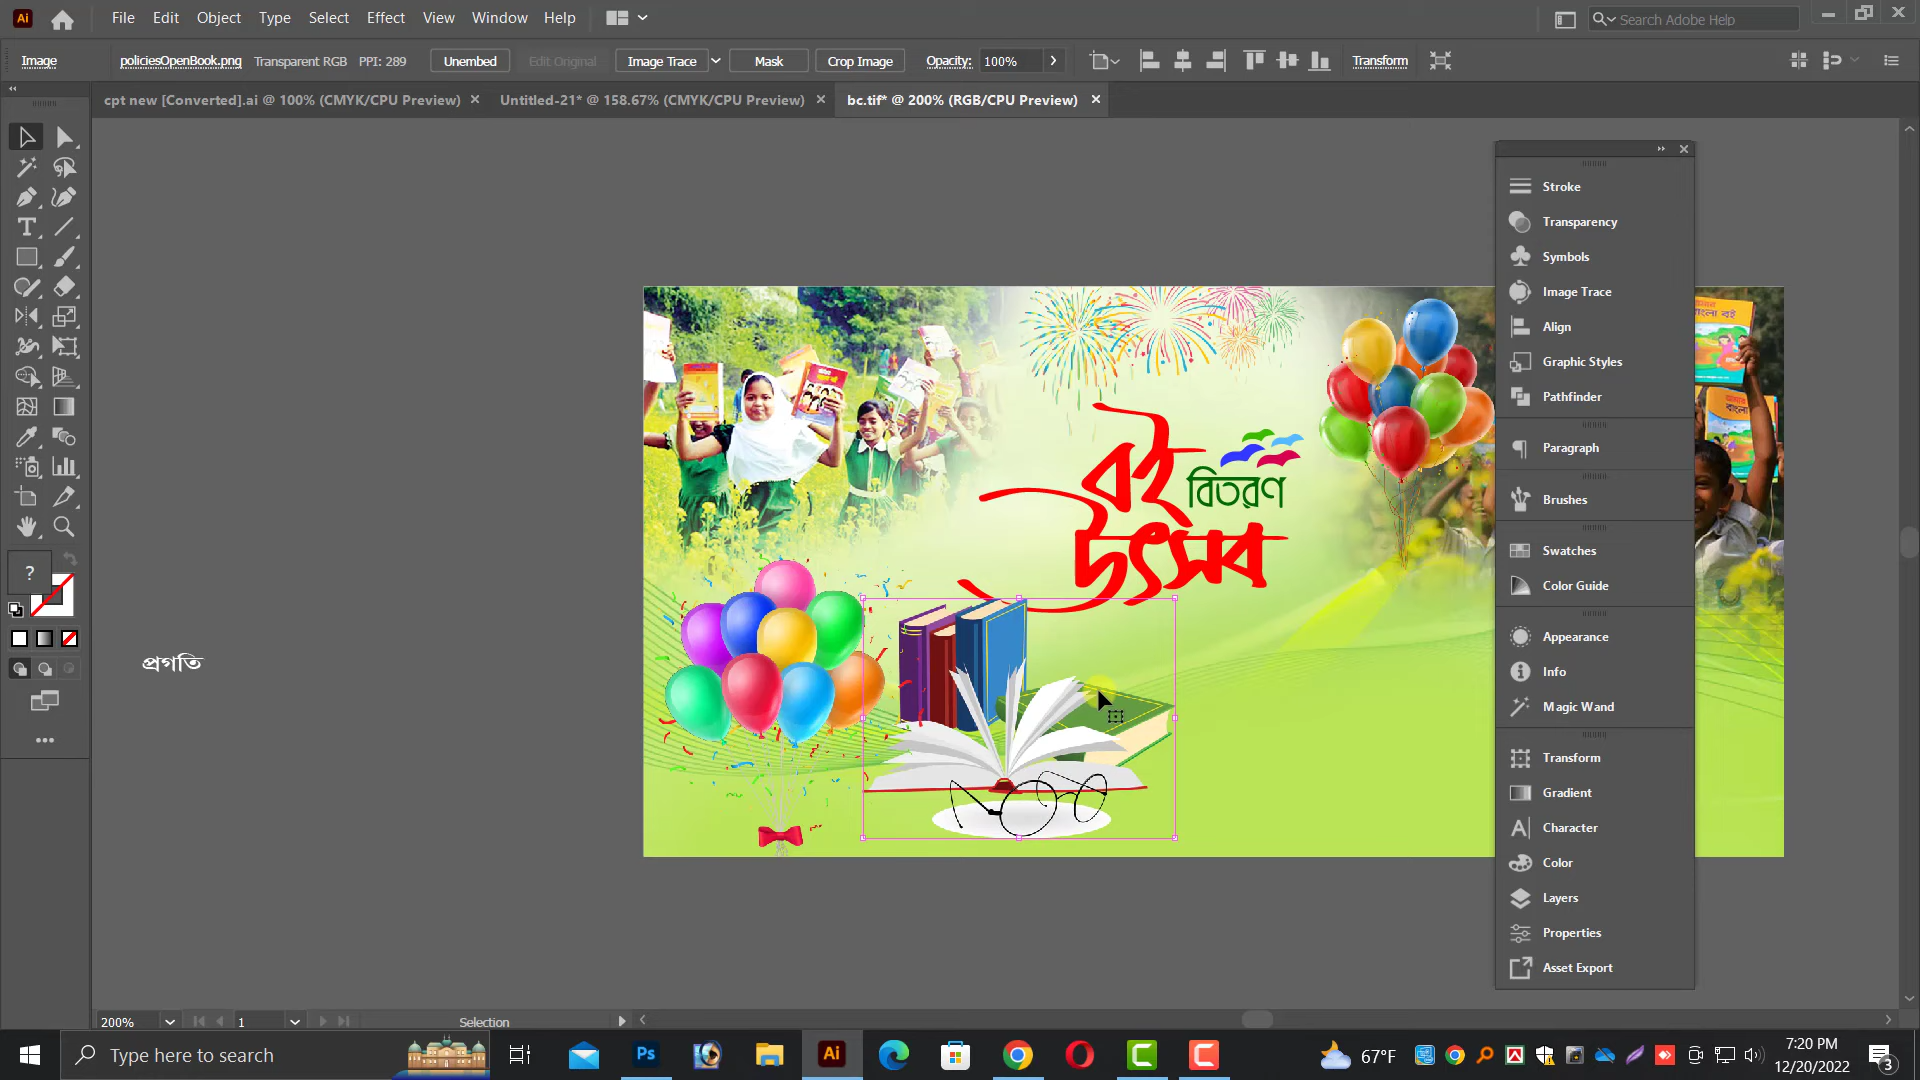 File Edit Object Type Select Effect View Window Help
Search Adobe Help
Image policiesOpenBook.png Transparent RGB PPI: 289 Unembed Edit Original Image Trace Mask Crop Image Opacity: 100% Transform
cpt new [Converted].ai @ 100% (CMYK/CPU Preview) Untitled-21* @ 158.67% (CMYK/CPU Preview) bc.tif* @ 200% (RGB/CPU Preview)
Stroke
Transparency
Symbols
Image Trace
Align
Graphic Styles
Pathfinder
Paragraph
Brushes
Swatches
Color Guide
Appearance
Info
Magic Wand
Transform
Gradient
Character
Color
Layers
Properties
Asset Export
বই
বিতরণ
উৎসব
প্রগতি
বাংলা বই
?
200% 1 Selection
Type here to search
Ps
Ai
67°F
7:20 PM
12/20/2022
3